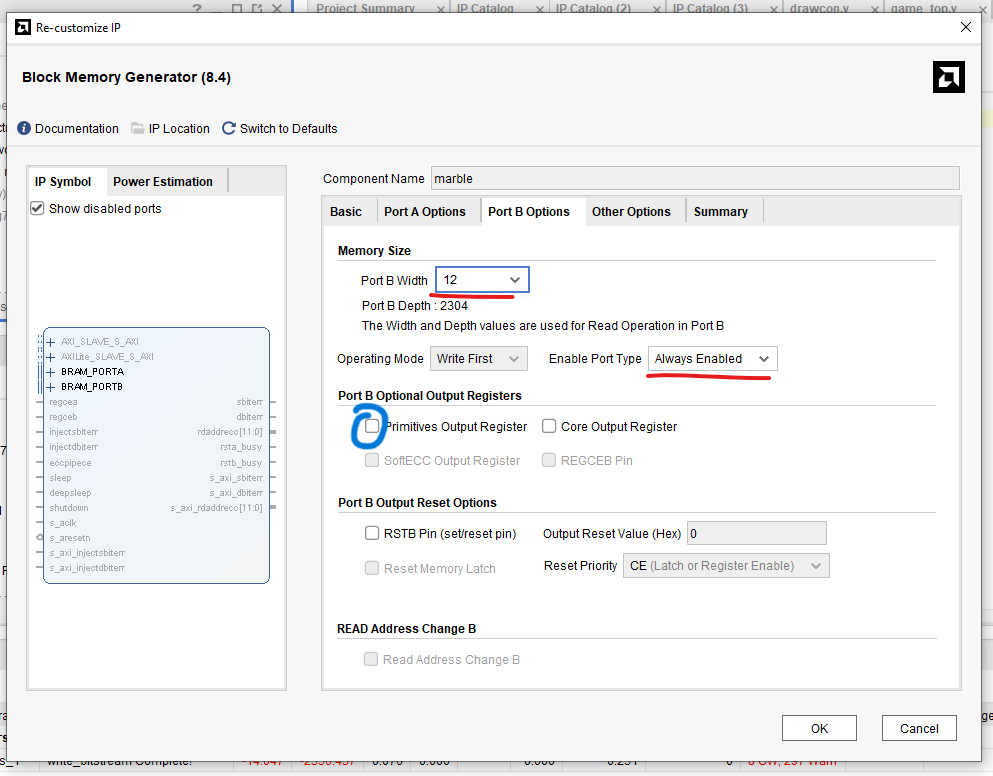 Project Summary × IP Catalog × IP Catalog (2) × IP Catalog (3) × drawcon.v × game_top.v ×
Re-customize IP
Block Memory Generator (8.4)
Documentation IP Location Switch to Defaults
IP Symbol Power Estimation
Show disabled ports
AXI_SLAVE_S_AXI
AXILite_SLAVE_S_AXI
BRAM_PORTA
BRAM_PORTB
regcea sbiterr
regceb dbiterr
injectsbiterr rdaddrecc[11:0]
injectdbiterr rsta_busy
eccpipece rstb_busy
sleep s_axi_sbiterr
deepsleep s_axi_dbiterr
shutdown s_axi_rdaddrecc[11:0]
s_aclk
s_aresetn
s_axi_injectsbiterr
s_axi_injectdbiterr
Component Name marble
Basic Port A Options Port B Options Other Options Summary
Memory Size
Port B Width 12
Port B Depth : 2304
The Width and Depth values are used for Read Operation in Port B
Operating Mode Write First Enable Port Type Always Enabled
Port B Optional Output Registers
Primitives Output Register Core Output Register
SoftECC Output Register REGCEB Pin
Port B Output Reset Options
RSTB Pin (set/reset pin) Output Reset Value (Hex) 0
Reset Memory Latch Reset Priority CE (Latch or Register Enable)
READ Address Change B
Read Address Change B
OK Cancel
write_bitstream Complete!